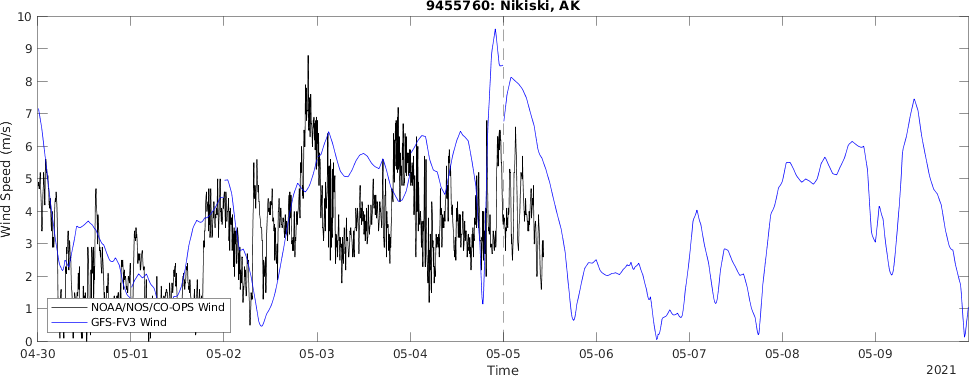 9455760: Nikiski, AK
Wind Speed (m/s)
10
9
8
7
6
5
4
3
2
1
0
NOAA/NOS/CO-OPS Wind
GFS-FV3 Wind
04-30 05-01 05-02 05-03 05-04 05-05 05-06 05-07 05-08 05-09
Time
2021